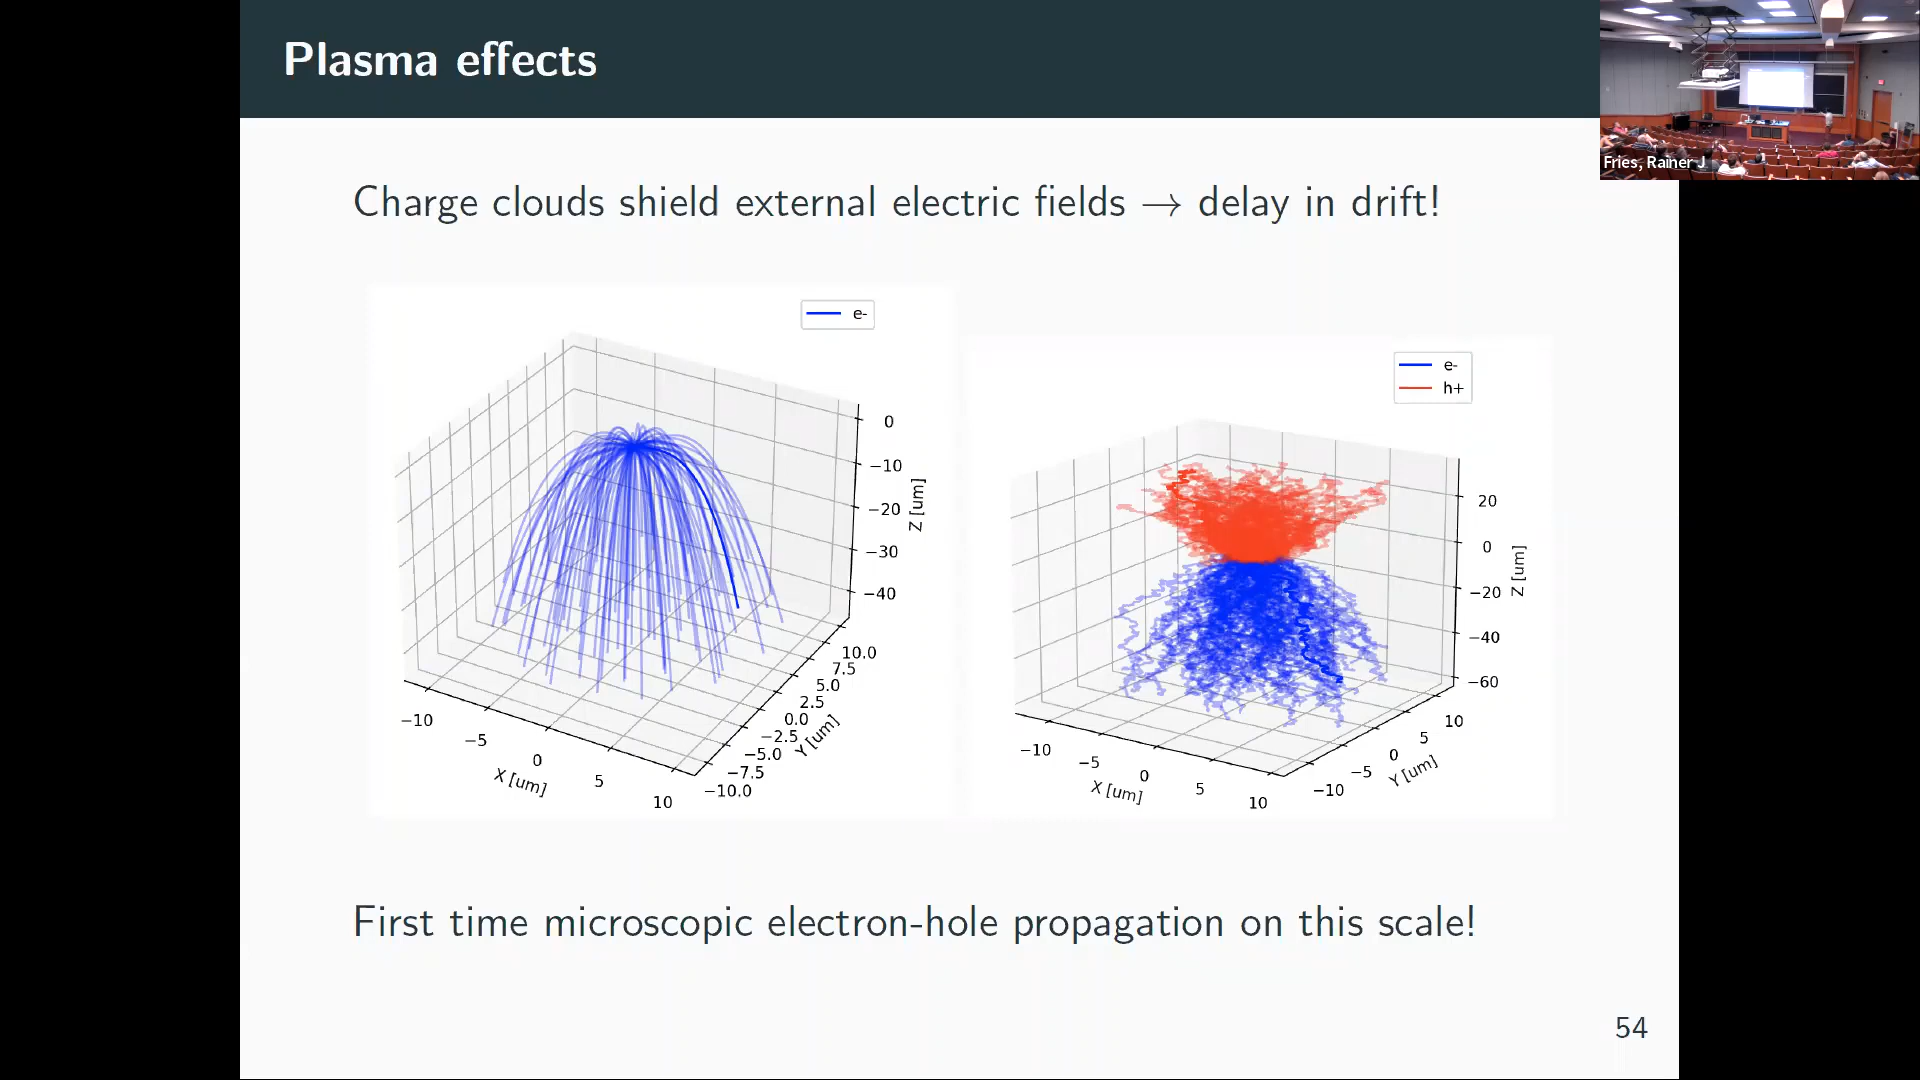 Plasma effects
Fries, Rainer J
Charge clouds shield external electric fields → delay in drift!
e-
0
−10
−20
−30
−40
Z [um]
10.0
7.5
5.0
2.5
0.0
−2.5
−5.0
−7.5
−10.0
Y [um]
−10
−5
0
5
10
X [um]
e-
h+
20
0
−20
−40
−60
Z [um]
10
5
0
−5
−10
Y [um]
−10
−5
0
5
10
X [um]
First time microscopic electron-hole propagation on this scale!
54